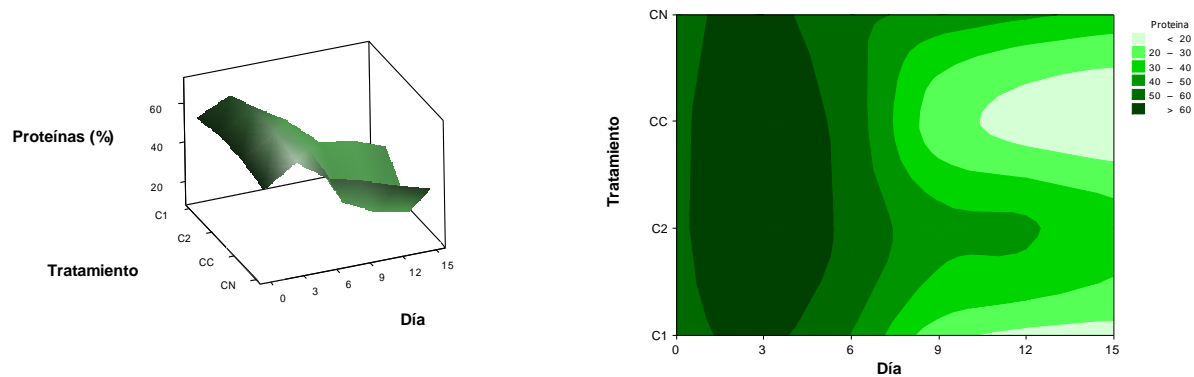 Proteínas (%)
60
40
20
C1
C2
CC
CN
Tratamiento
0
3
6
9
12
15
Día
CN
CC
C2
C1
Tratamiento
0
3
6
9
12
15
Día
Proteina
< 20
20 – 30
30 – 40
40 – 50
50 – 60
> 60